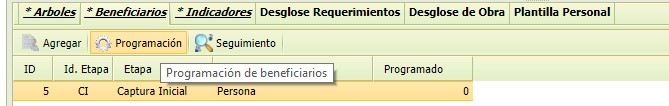 * Arboles * Beneficiarios * Indicadores Desglose Requerimientos Desglose de Obra Plantilla Personal
Agregar Programación Seguimiento
ID Id. Etapa Etapa Programado
Programación de beneficiarios
5 CI Captura Inicial Persona 0